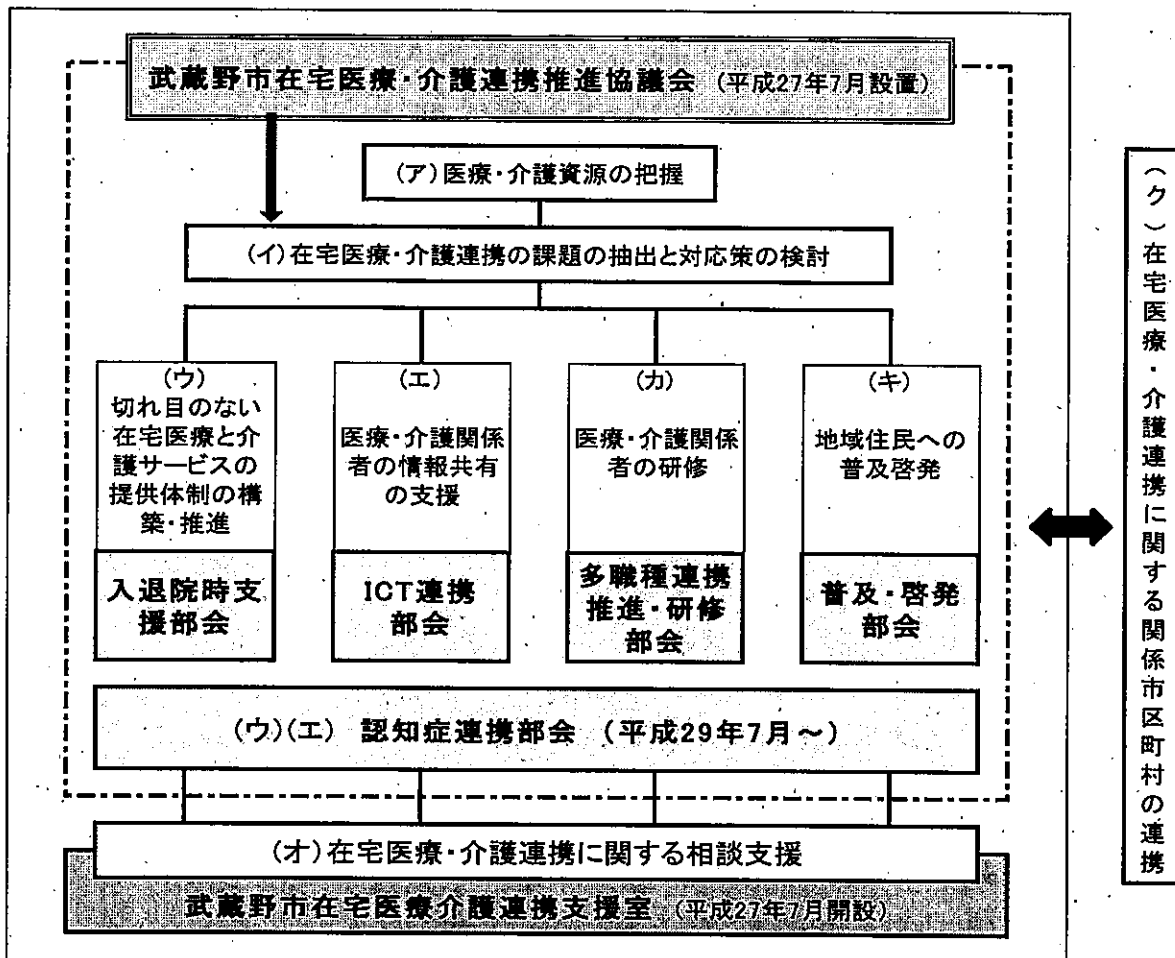 武蔵野市在宅医療・介護連携推進協議会 (平成27年7月設置)
(ア)医療・介護資源の把握
(イ)在宅医療・介護連携の課題の抽出と対応策の検討
(ウ)
切れ目のない
在宅医療と介
護サービスの
提供体制の構
築・推進
入退院時支
援部会
(エ)
医療・介護関係
者の情報共有
の支援
ICT連携
部会
(カ)
医療・介護関係
者の研修
多職種連携
推進・研修
部会
(キ)
地域住民への
普及啓発
普及・啓発
部会
(ウ)(エ) 認知症連携部会 (平成29年7月~)
(オ)在宅医療・介護連携に関する相談支援
武蔵野市在宅医療介護連携支援室 (平成27年7月開設)
(ク)在宅医療・介護連携に関する関係市区町村の連携